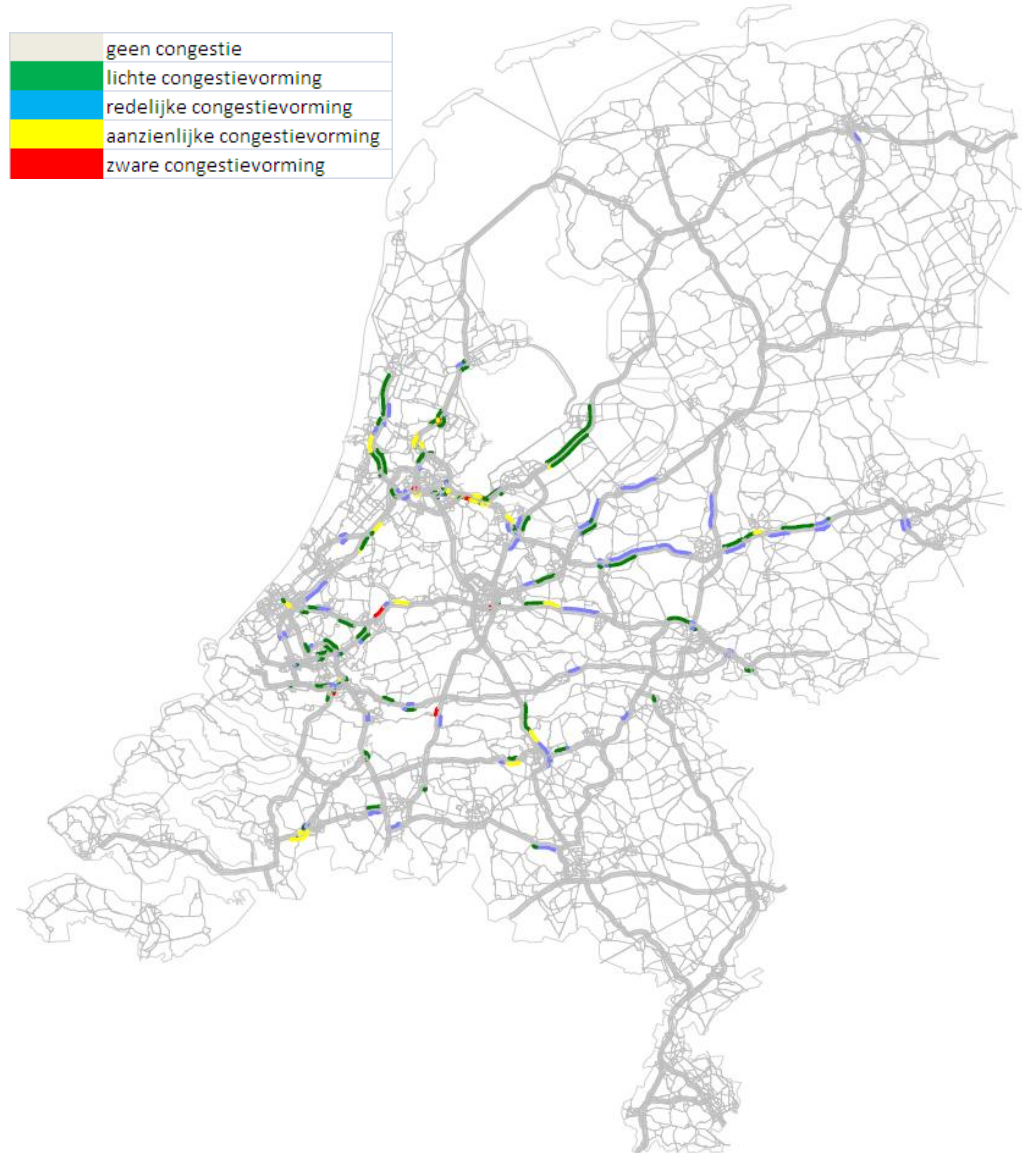 geen congestie
lichte congestievorming
redelijke congestievorming
aanzienlijke congestievorming
zware congestievorming